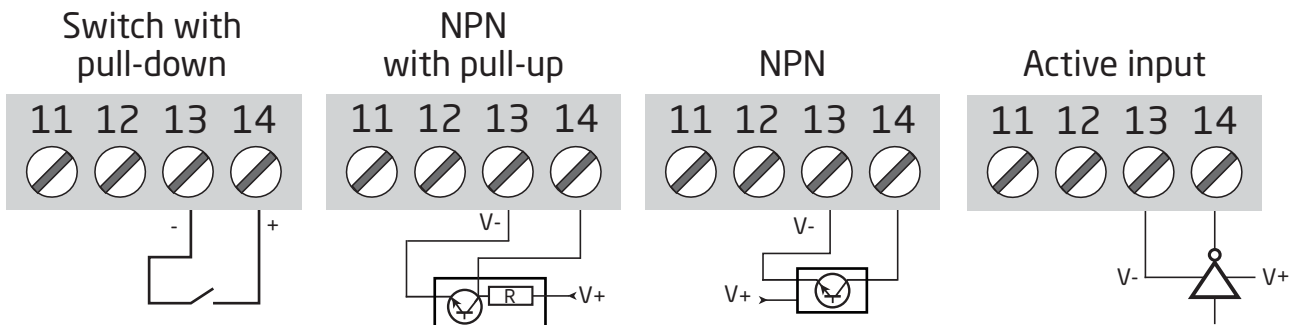 Switch with
pull-down
NPN
with pull-up
NPN
Active input
11 12 13 14
11 12 13 14
11 12 13 14
11 12 13 14
- +
V-
R
V+
V-
V+
V-
V+